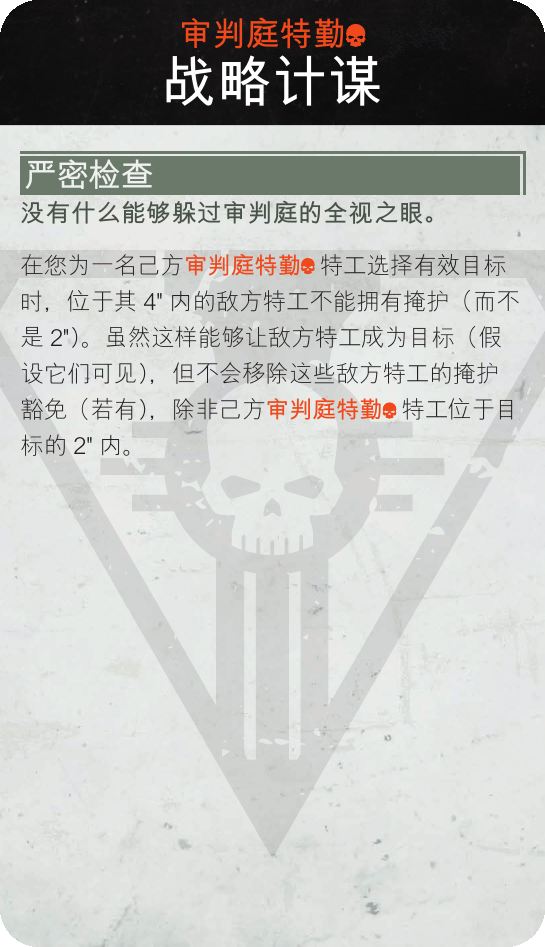 审判庭特勤
战略计谋
严密检查
没有什么能够躲过审判庭的全视之眼。
在您为一名己方审判庭特勤特工选择有效目标
时，位于其 4" 内的敌方特工不能拥有掩护（而不
是 2"）。虽然这样能够让敌方特工成为目标（假
设它们可见），但不会移除这些敌方特工的掩护
豁免（若有），除非己方审判庭特勤特工位于目
标的 2" 内。